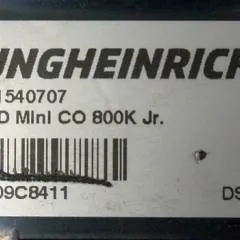 UNGHEINRICH
1540707
D Mini CO 800K Jr.
09C8411
DS